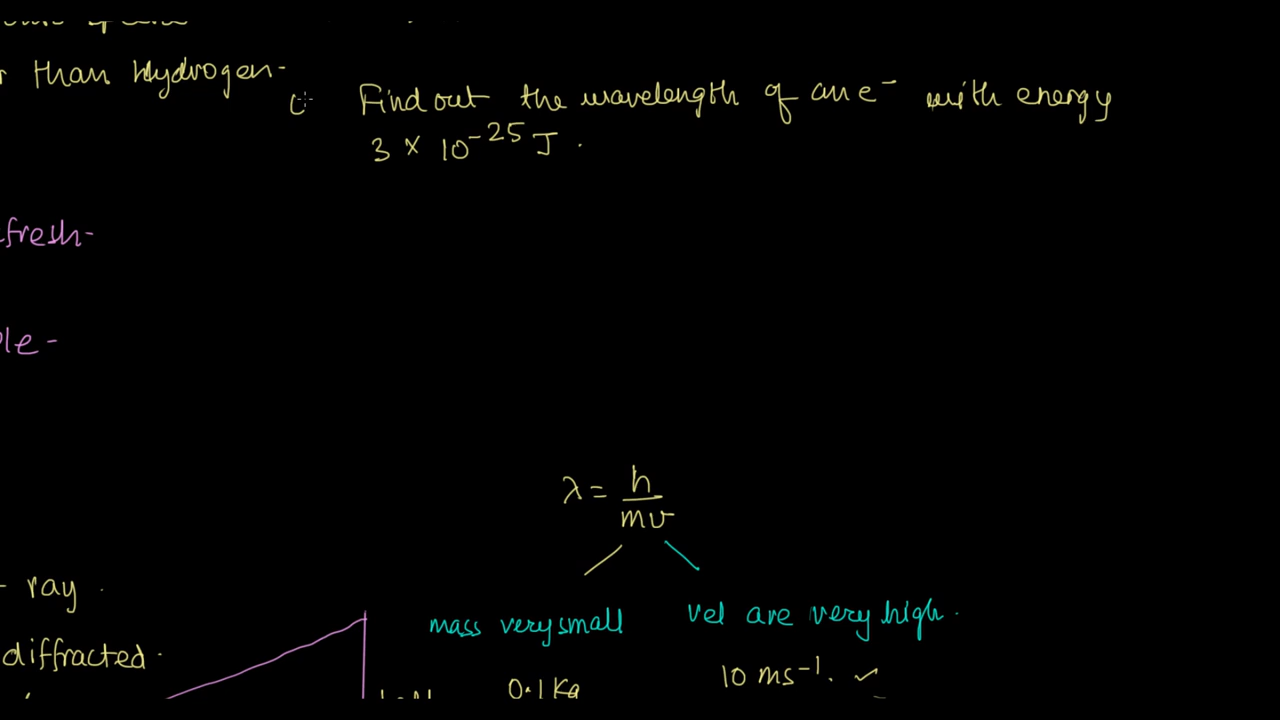 r than Hydrogen-
Find out the wavelength of an e⁻ with energy
3 × 10⁻²⁵ J.
fresh-
le-
λ = h/mv
mass very small
vel are very high.
ray
diffracted.
0.1 Kg
10 ms⁻¹. ✓